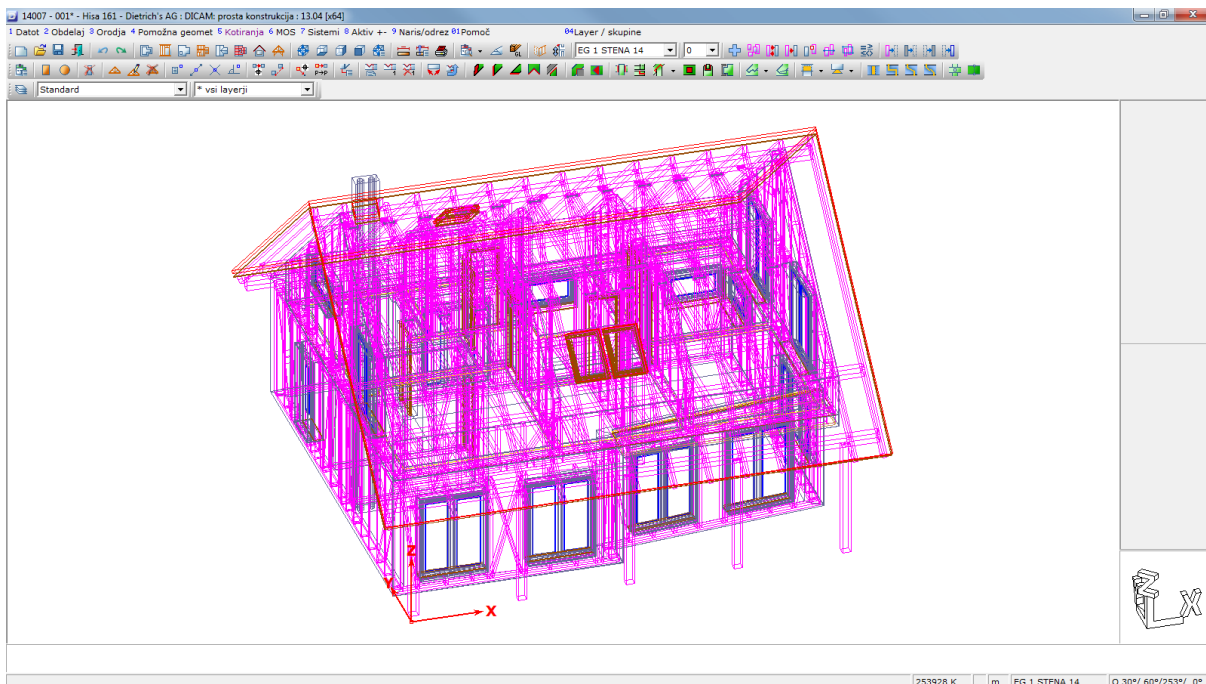 14007 - 001* - Hisa 161 - Dietrich's AG : DICAM: prosta konstrukcija : 13.04 [x64]
1 Datot 2 Obdelaj 3 Orodja 4 Pomožna geomet 5 Kotiranja 6 MOS 7 Sistemi 8 Aktiv +- 9 Naris/odrez 01 Pomoč 04 Layer / skupine
EG 1 STENA 14 0
Standard * vsi layerji
Z
Y
X
Z X
253928 K m EG 1 STENA 14 O 30°/ 60°/253°/ 0°